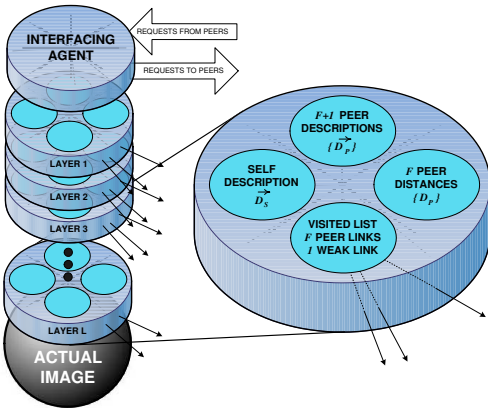 INTERFACING
AGENT
REQUESTS FROM PEERS
REQUESTS TO PEERS
LAYER 1
LAYER 2
LAYER 3
LAYER L
ACTUAL
IMAGE
F+1 PEER
DESCRIPTIONS
{D_P}
SELF
DESCRIPTION
D_S
F PEER
DISTANCES
{D_P}
VISITED LIST
F PEER LINKS
1 WEAK LINK